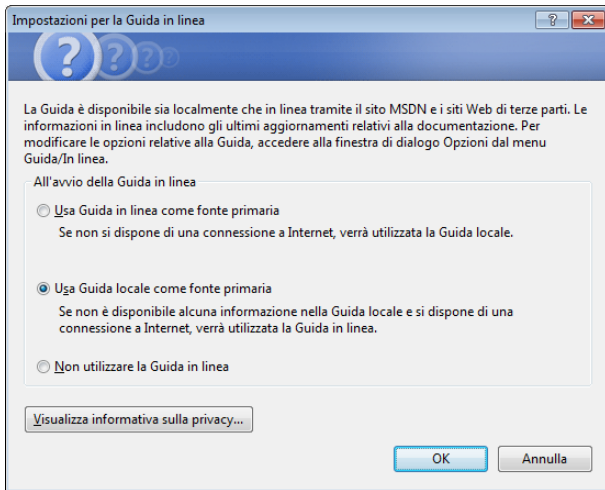 Impostazioni per la Guida in linea
La Guida è disponibile sia localmente che in linea tramite il sito MSDN e i siti Web di terze parti. Le
informazioni in linea includono gli ultimi aggiornamenti relativi alla documentazione. Per
modificare le opzioni relative alla Guida, accedere alla finestra di dialogo Opzioni dal menu
Guida/In linea.
All'avvio della Guida in linea
Usa Guida in linea come fonte primaria
Se non si dispone di una connessione a Internet, verrà utilizzata la Guida locale.
Usa Guida locale come fonte primaria
Se non è disponibile alcuna informazione nella Guida locale e si dispone di una
connessione a Internet, verrà utilizzata la Guida in linea.
Non utilizzare la Guida in linea
Visualizza informativa sulla privacy...
OK
Annulla